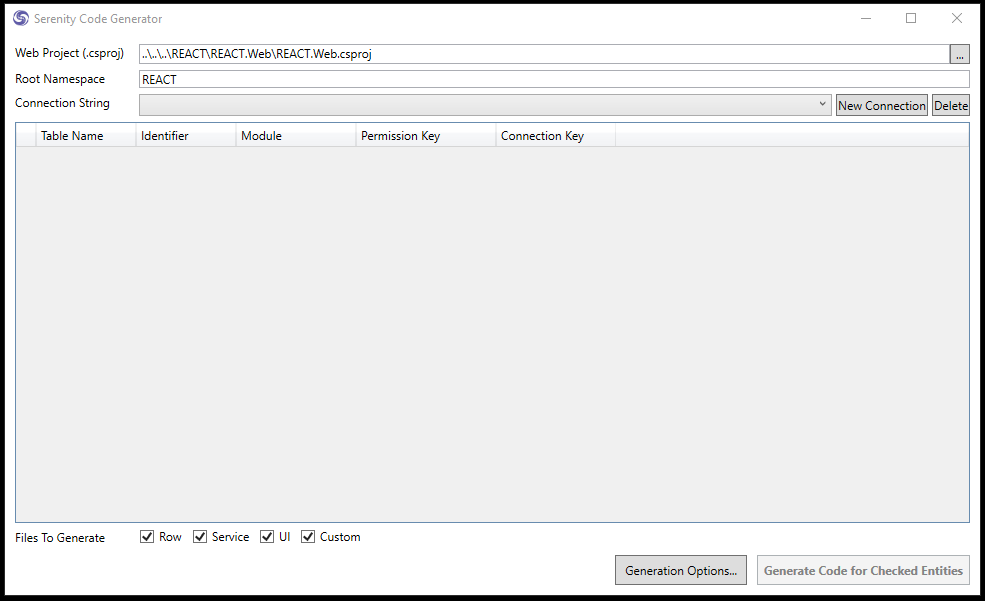 Serenity Code Generator
Web Project (.csproj) ..\..\..\REACT\REACT.Web\REACT.Web.csproj ...
Root Namespace REACT
Connection String New Connection Delete
Table Name Identifier Module Permission Key Connection Key
Files To Generate Row Service UI Custom
Generation Options... Generate Code for Checked Entities